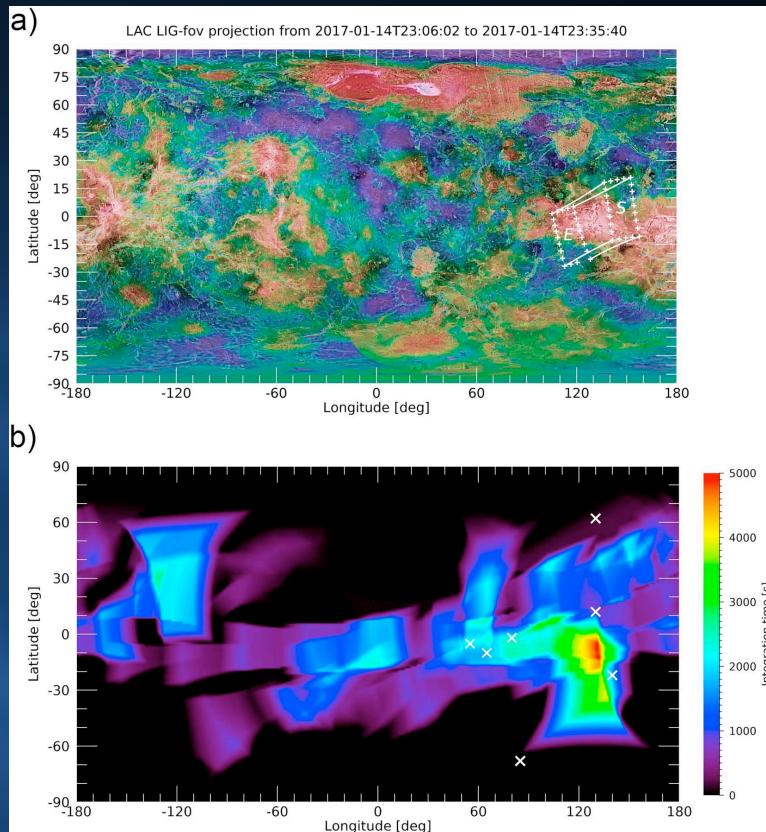 a)
LAC LIG-fov projection from 2017-01-14T23:06:02 to 2017-01-14T23:35:40
90
75
60
45
30
15
0
-15
-30
-45
-60
-75
-90
Latitude [deg]
E
S
-180 -120 -60 0 60 120 180
Longitude [deg]
b)
90
60
30
0
-30
-60
-90
Latitude [deg]
-180 -120 -60 0 60 120 180
Longitude [deg]
5000
4000
3000
2000
1000
0
Integration time [s]